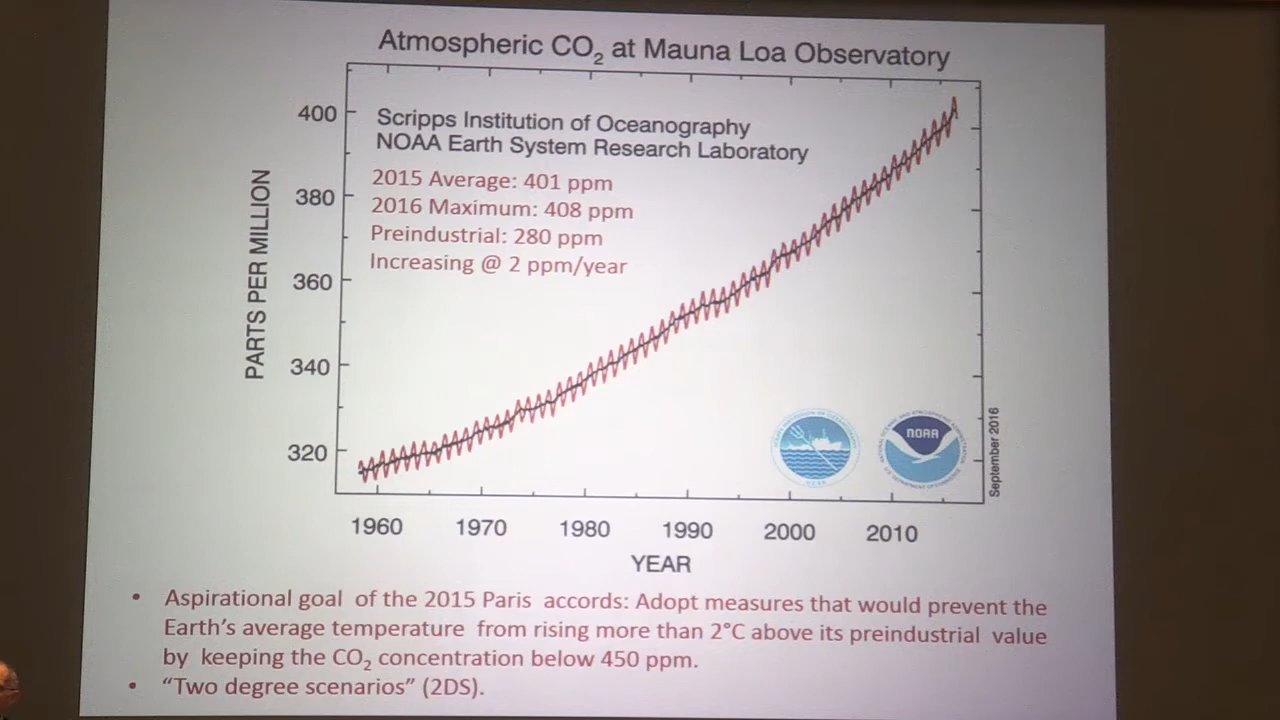 Atmospheric CO₂ at Mauna Loa Observatory
Scripps Institution of Oceanography
NOAA Earth System Research Laboratory
2015 Average: 401 ppm
2016 Maximum: 408 ppm
Preindustrial: 280 ppm
Increasing @ 2 ppm/year
PARTS PER MILLION
400
380
360
340
320
NOAA
September 2016
1960 1970 1980 1990 2000 2010
YEAR
• Aspirational goal of the 2015 Paris accords: Adopt measures that would prevent the
Earth's average temperature from rising more than 2°C above its preindustrial value
by keeping the CO₂ concentration below 450 ppm.
• “Two degree scenarios” (2DS).